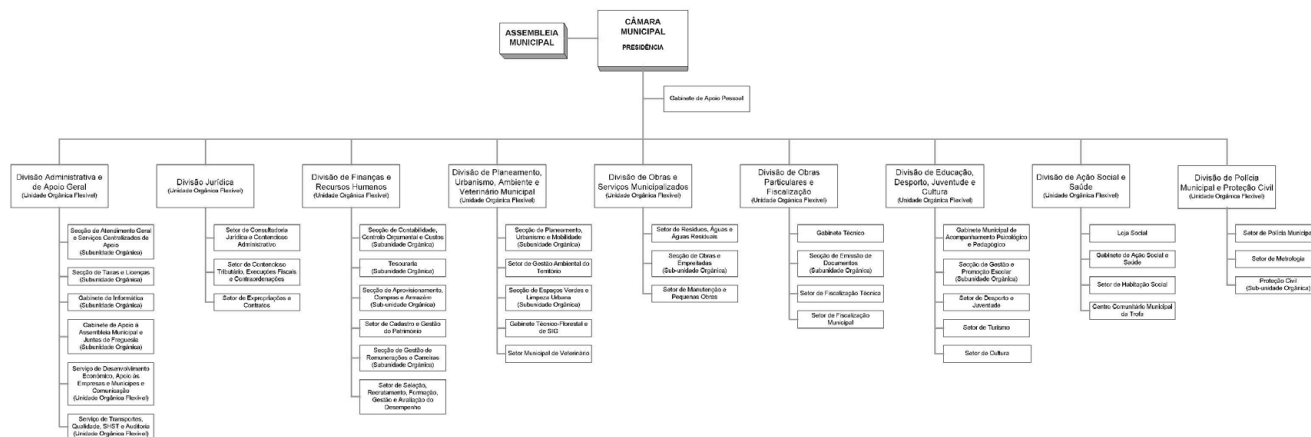 ASSEMBLEIA
MUNICIPAL
CÂMARA
MUNICIPAL
PRESIDÊNCIA
Gabinete de Apoio Pessoal
Divisão Administrativa e
de Apoio Geral
(Unidade Orgânica Flexível)
Secção de Atendimento Geral
e Serviços Centralizados de
Apoio
(Subunidade Orgânica)
Secção de Taxas e Licenças
(Subunidade Orgânica)
Gabinete de Informática
(Subunidade Orgânica)
Gabinete de Apoio à
Assembleia Municipal e
Juntas de Freguesia
(Subunidade Orgânica)
Serviço de Desenvolvimento
Económico, Apoio às
Empresas e Munícipes e
Comunicação
(Unidade Orgânica Flexível)
Serviço de Transportes,
Qualidade, SHST e Auditoria
(Unidade Orgânica Flexível)
Divisão Jurídica
(Unidade Orgânica Flexível)
Setor de Consultadoria
Jurídica e Contencioso
Administrativo
Setor de Contencioso
Tributário, Execuções Fiscais
e Contraordenações
Setor de Expropriações e
Contratos
Divisão de Finanças e
Recursos Humanos
(Unidade Orgânica Flexível)
Secção de Contabilidade,
Controlo Orçamental e Custos
(Subunidade Orgânica)
Tesouraria
(Subunidade Orgânica)
Secção de Aprovisionamento,
Compras e Armazém
(Sub-unidade Orgânica)
Setor de Cadastro e Gestão
do Património
Secção de Gestão de
Remunerações e Carreiras
(Subunidade Orgânica)
Setor de Seleção,
Recrutamento, Formação,
Gestão e Avaliação do
Desempenho
Divisão de Planeamento,
Urbanismo, Ambiente e
Veterinário Municipal
(Unidade Orgânica Flexível)
Secção de Planeamento,
Urbanismo e Mobilidade
(Subunidade Orgânica)
Setor de Gestão Ambiental do
Território
Secção de Espaços Verdes e
Limpeza Urbana
(Subunidade Orgânica)
Gabinete Técnico-Florestal e
de SIG
Setor Municipal de Veterinário
Divisão de Obras e
Serviços Municipalizados
(Unidade Orgânica Flexível)
Setor de Resíduos, Águas e
Águas Residuais
Secção de Obras e
Empreitadas
(Sub-unidade Orgânica)
Setor de Manutenção e
Pequenas Obras
Divisão de Obras
Particulares e
Fiscalização
(Unidade Orgânica Flexível)
Gabinete Técnico
Secção de Emissão de
Documentos
(Subunidade Orgânica)
Setor de Fiscalização Técnica
Setor de Fiscalização
Municipal
Divisão de Educação,
Desporto, Juventude e
Cultura
(Unidade Orgânica Flexível)
Gabinete Municipal de
Acompanhamento Psicológico
e Pedagógico
Secção de Gestão e
Promoção Escolar
(Subunidade Orgânica)
Setor de Desporto e
Juventude
Setor de Turismo
Setor de Cultura
Divisão de Ação Social e
Saúde
(Unidade Orgânica Flexível)
Loja Social
Gabinete de Ação Social e
Saúde
Setor de Habitação Social
Centro Comunitário Municipal
da Trofa
Divisão de Polícia
Municipal e Proteção Civil
(Unidade Orgânica Flexível)
Setor de Polícia Municipal
Setor de Metrologia
Proteção Civil
(Sub-unidade Orgânica)